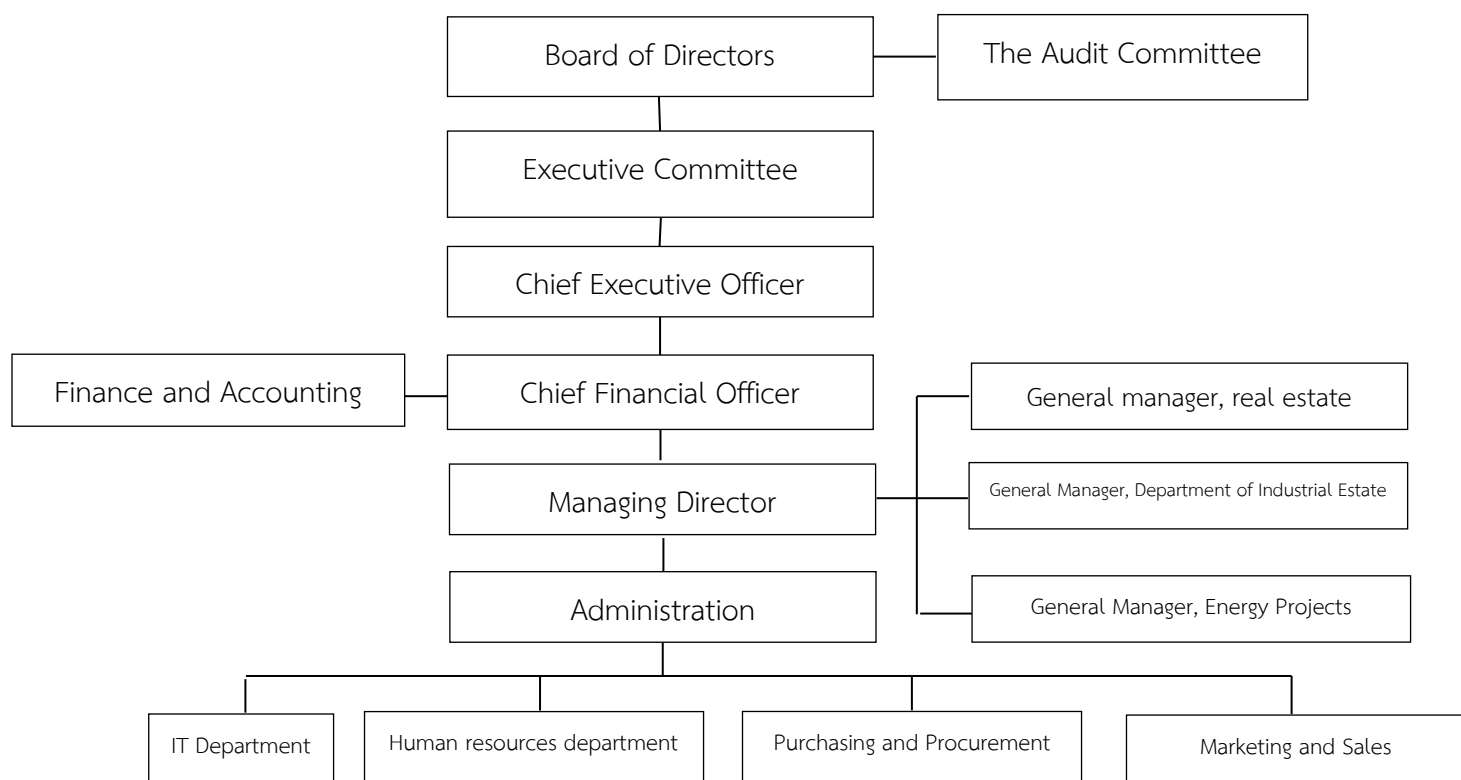 Board of Directors
The Audit Committee
Executive Committee
Chief Executive Officer
Finance and Accounting
Chief Financial Officer
General manager, real estate
Managing Director
General Manager, Department of Industrial Estate
Administration
General Manager, Energy Projects
IT Department
Human resources department
Purchasing and Procurement
Marketing and Sales